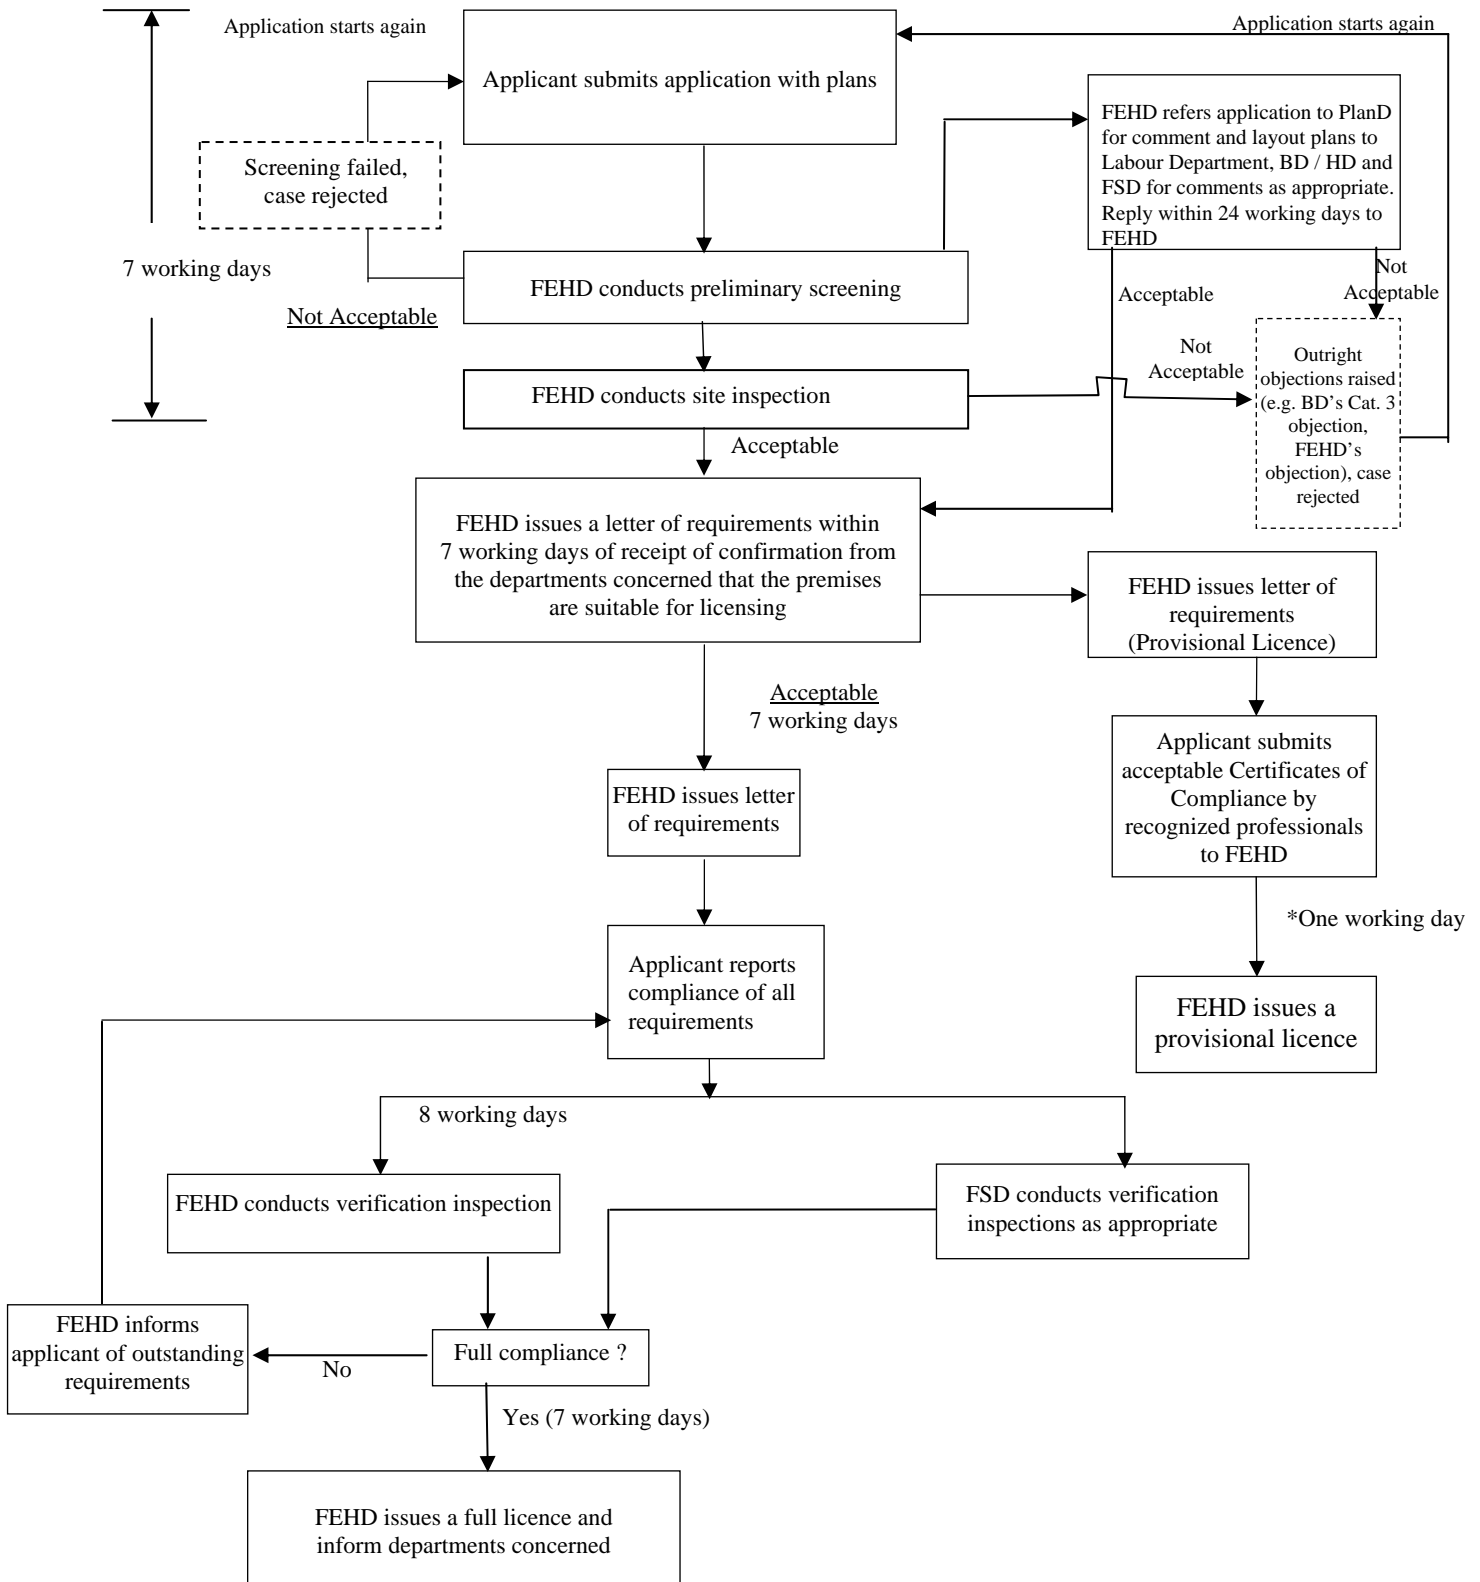 Application starts again
Application starts again
Applicant submits application with plans
FEHD refers application to PlanD
for comment and layout plans to
Labour Department, BD / HD and
FSD for comments as appropriate.
Reply within 24 working days to
FEHD
Screening failed,
case rejected
7 working days
FEHD conducts preliminary screening
Not Acceptable
Acceptable
Not
Acceptable
Not
Acceptable
FEHD conducts site inspection
Outright
objections raised
(e.g. BD’s Cat. 3
objection,
FEHD’s
objection), case
rejected
Acceptable
FEHD issues a letter of requirements within
7 working days of receipt of confirmation from
the departments concerned that the premises
are suitable for licensing
FEHD issues letter of
requirements
(Provisional Licence)
Acceptable
7 working days
Applicant submits
acceptable Certificates of
Compliance by
recognized professionals
to FEHD
FEHD issues letter
of requirements
*One working day
Applicant reports
compliance of all
requirements
FEHD issues a
provisional licence
8 working days
FEHD conducts verification inspection
FSD conducts verification
inspections as appropriate
FEHD informs
applicant of outstanding
requirements
No
Full compliance ?
Yes (7 working days)
FEHD issues a full licence and
inform departments concerned